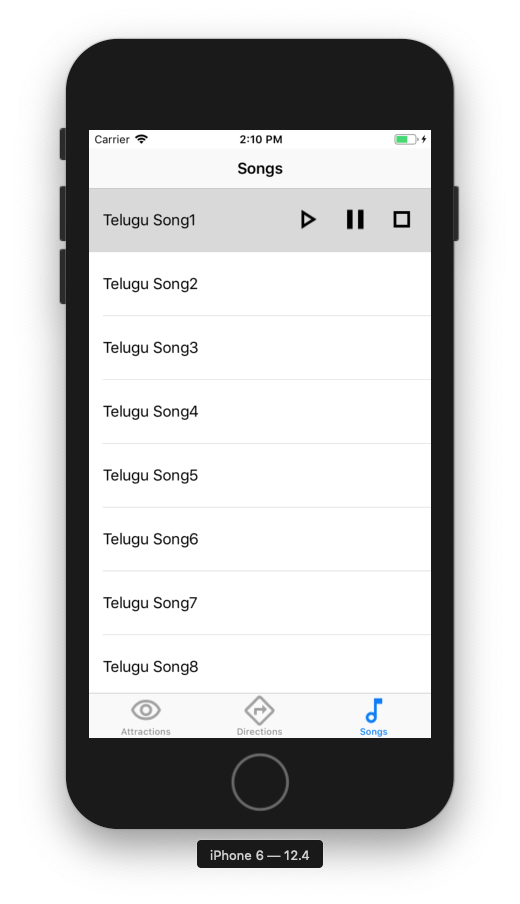 Carrier 2:10 PM
Songs
Telugu Song1
Telugu Song2
Telugu Song3
Telugu Song4
Telugu Song5
Telugu Song6
Telugu Song7
Telugu Song8
Attractions Directions Songs
iPhone 6 — 12.4